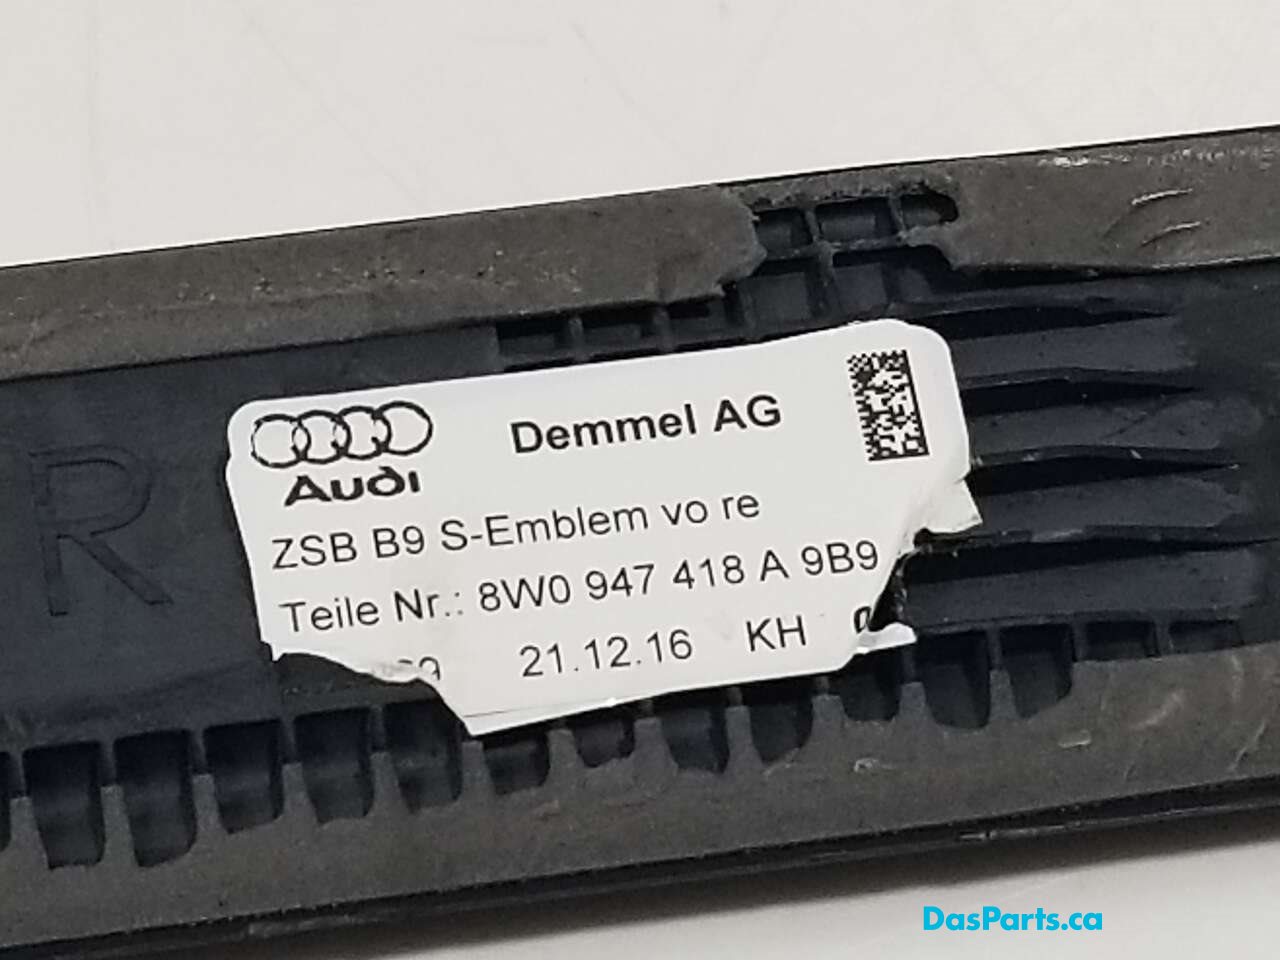 Demmel AG
Audi
ZSB B9 S-Emblem vo re
Teile Nr.: 8W0 947 418 A 9B9
21.12.16 KH
R
DasParts.ca